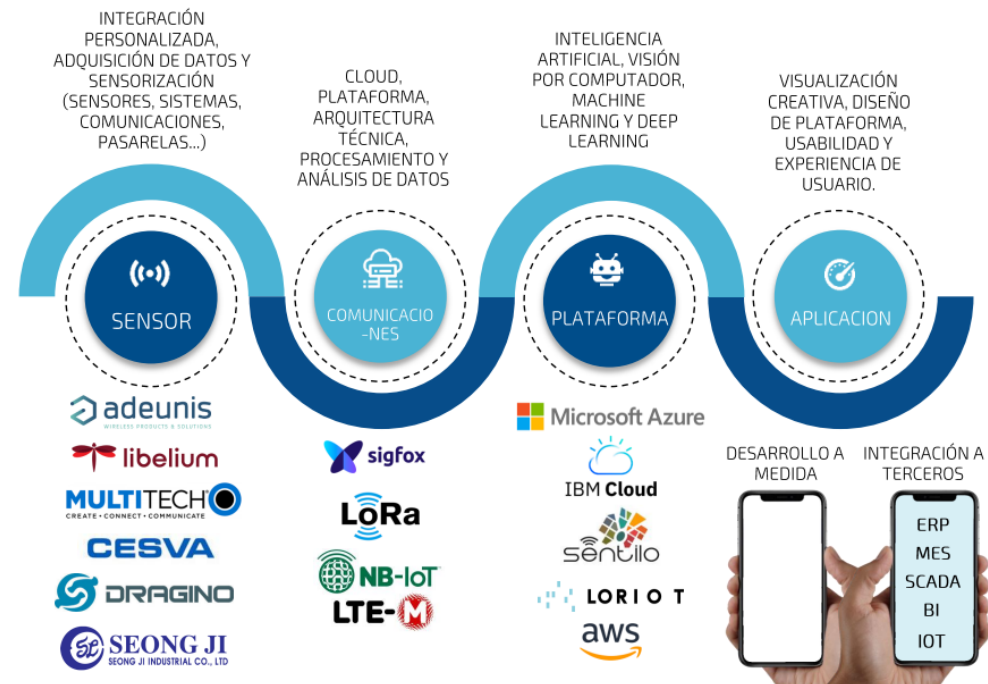 INTEGRACIÓN
PERSONALIZADA,
ADQUISICIÓN DE DATOS Y
SENSORIZACIÓN
(SENSORES, SISTEMAS,
COMUNICACIONES,
PASARELAS...)
CLOUD,
PLATAFORMA,
ARQUITECTURA
TÉCNICA,
PROCESAMIENTO Y
ANÁLISIS DE DATOS
INTELIGENCIA
ARTIFICIAL, VISIÓN
POR COMPUTADOR,
MACHINE
LEARNING Y DEEP
LEARNING
VISUALIZACIÓN
CREATIVA, DISEÑO
DE PLATAFORMA,
USABILIDAD Y
EXPERIENCIA DE
USUARIO.
SENSOR
COMUNICACIO
-NES
PLATAFORMA
APLICACION
adeunis
WIRELESS PRODUCTS & SOLUTIONS
libelium
MULTITECH
CREATE • CONNECT • COMMUNICATE
CESVA
DRAGINO
SL SEONG JI
SEONG JI INDUSTRIAL CO., LTD
sigfox
LoRa
NB-IoT
LTE-M
Microsoft Azure
IBM Cloud
sentilo
LORIOT
aws
DESARROLLO A
MEDIDA
INTEGRACIÓN A
TERCEROS
ERP
MES
SCADA
BI
IOT